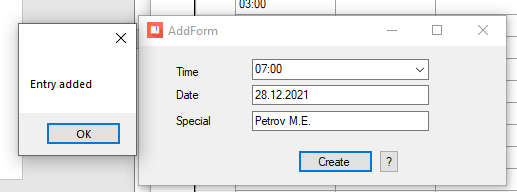 03:00
AddForm
Entry added
OK
Time
07:00
Date
28.12.2021
Special
Petrov M.E.
Create
?